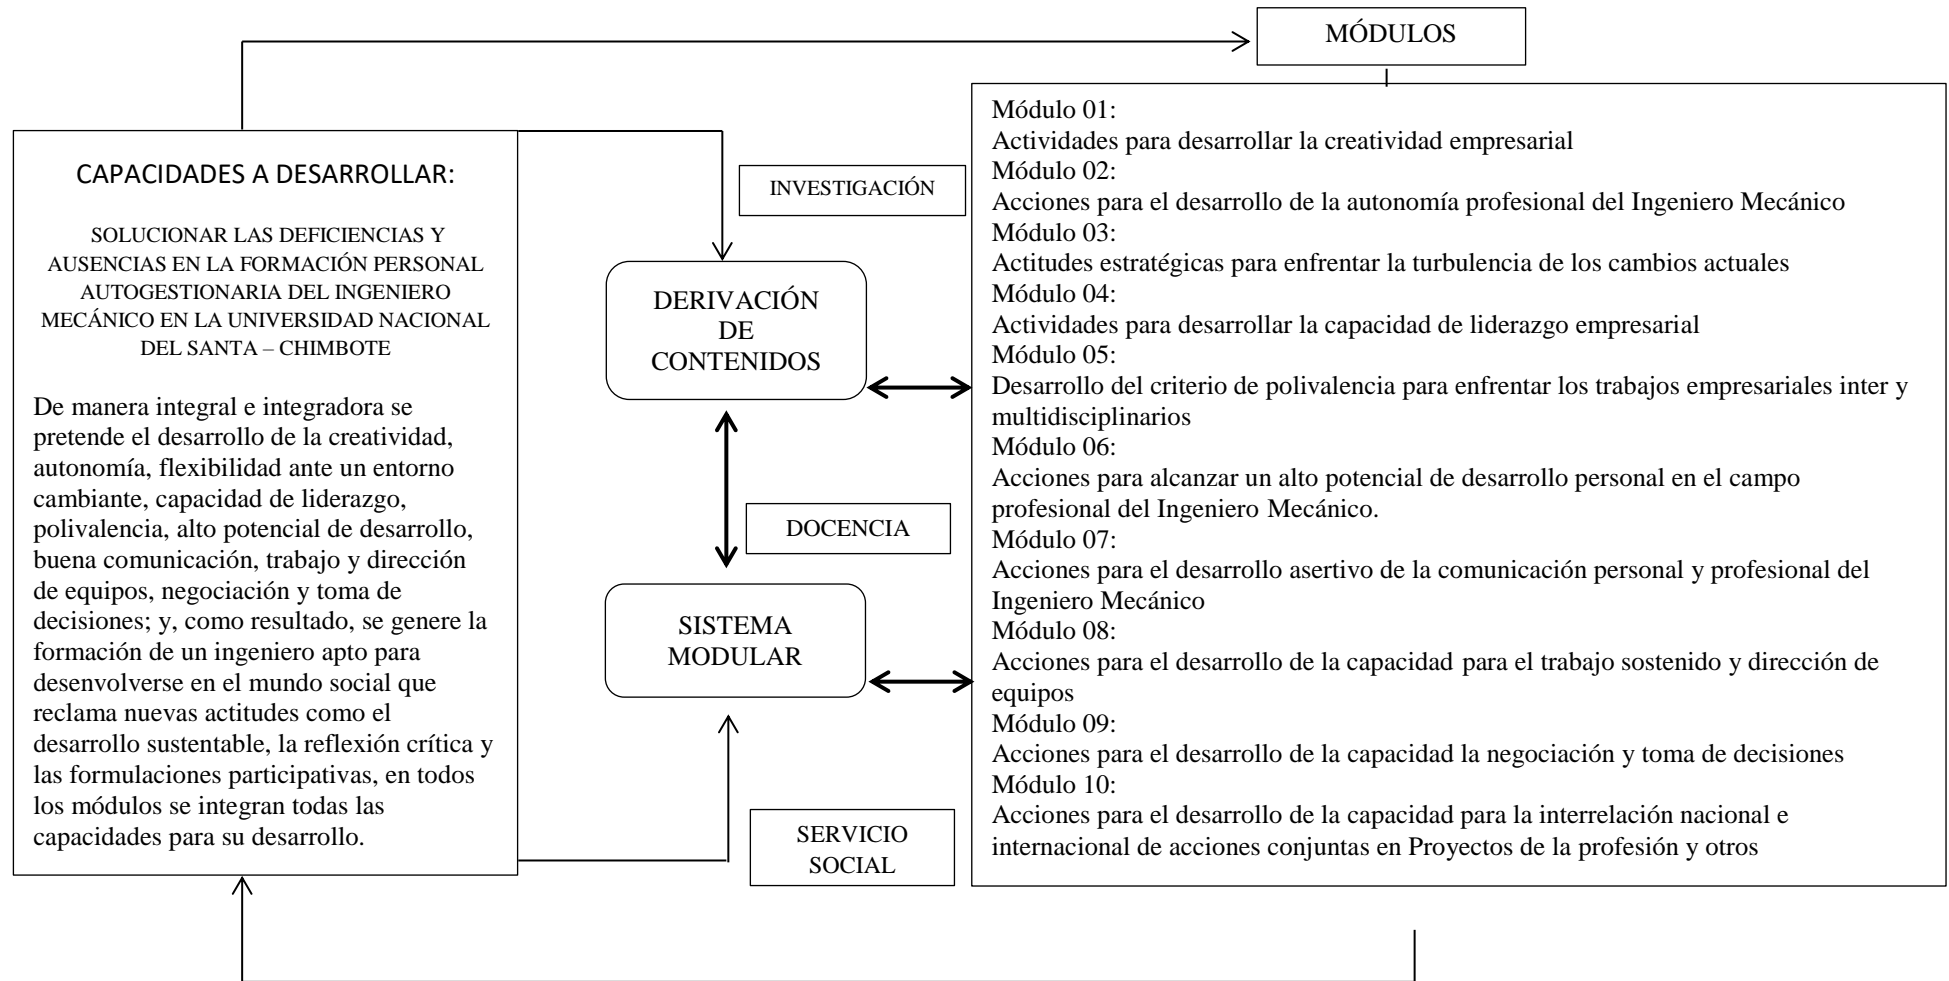 MÓDULOS
CAPACIDADES A DESARROLLAR:
SOLUCIONAR LAS DEFICIENCIAS Y
AUSENCIAS EN LA FORMACIÓN PERSONAL
AUTOGESTIONARIA DEL INGENIERO
MECÁNICO EN LA UNIVERSIDAD NACIONAL
DEL SANTA – CHIMBOTE
De manera integral e integradora se
pretende el desarrollo de la creatividad,
autonomía, flexibilidad ante un entorno
cambiante, capacidad de liderazgo,
polivalencia, alto potencial de desarrollo,
buena comunicación, trabajo y dirección
de equipos, negociación y toma de
decisiones; y, como resultado, se genere la
formación de un ingeniero apto para
desenvolverse en el mundo social que
reclama nuevas actitudes como el
desarrollo sustentable, la reflexión crítica y
las formulaciones participativas, en todos
los módulos se integran todas las
capacidades para su desarrollo.
INVESTIGACIÓN
DERIVACIÓN
DE
CONTENIDOS
DOCENCIA
SISTEMA
MODULAR
SERVICIO
SOCIAL
Módulo 01:
Actividades para desarrollar la creatividad empresarial
Módulo 02:
Acciones para el desarrollo de la autonomía profesional del Ingeniero Mecánico
Módulo 03:
Actitudes estratégicas para enfrentar la turbulencia de los cambios actuales
Módulo 04:
Actividades para desarrollar la capacidad de liderazgo empresarial
Módulo 05:
Desarrollo del criterio de polivalencia para enfrentar los trabajos empresariales inter y
multidisciplinarios
Módulo 06:
Acciones para alcanzar un alto potencial de desarrollo personal en el campo
profesional del Ingeniero Mecánico.
Módulo 07:
Acciones para el desarrollo asertivo de la comunicación personal y profesional del
Ingeniero Mecánico
Módulo 08:
Acciones para el desarrollo de la capacidad para el trabajo sostenido y dirección de
equipos
Módulo 09:
Acciones para el desarrollo de la capacidad la negociación y toma de decisiones
Módulo 10:
Acciones para el desarrollo de la capacidad para la interrelación nacional e
internacional de acciones conjuntas en Proyectos de la profesión y otros